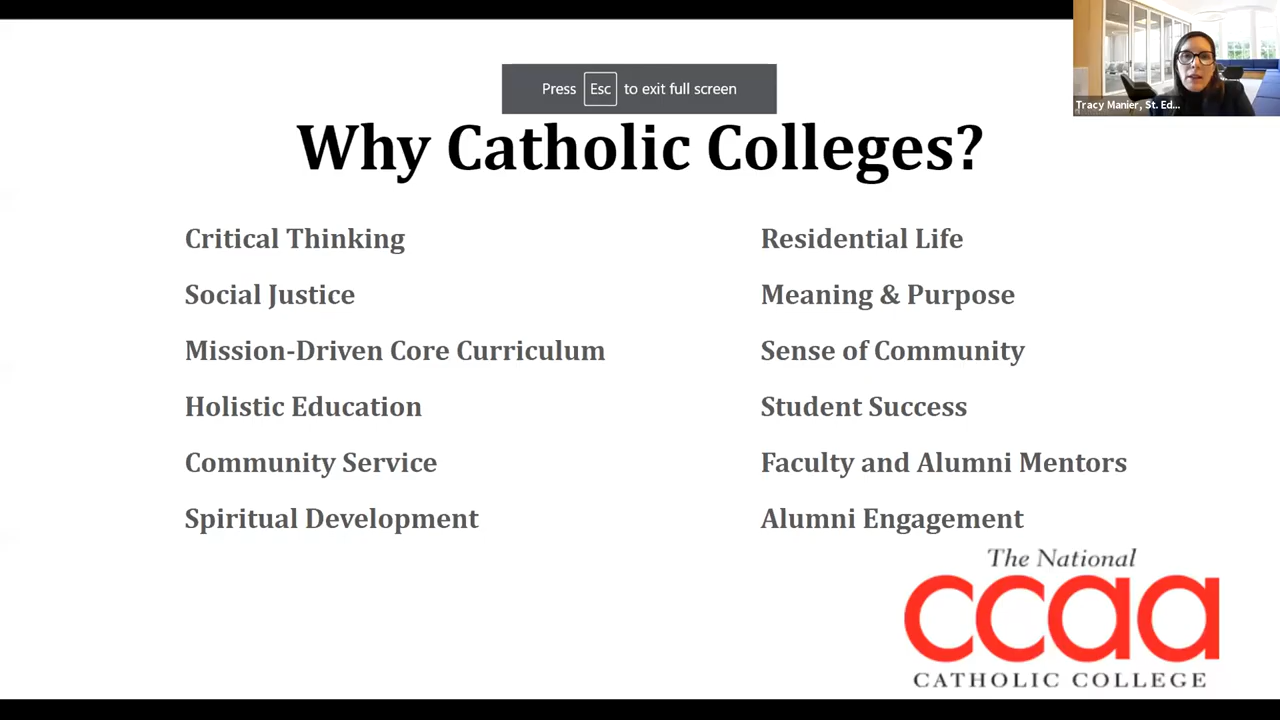 Press Esc to exit full screen
Tracy Manier, St. Ed...
Why Catholic Colleges?
Critical Thinking
Social Justice
Mission-Driven Core Curriculum
Holistic Education
Community Service
Spiritual Development
Residential Life
Meaning & Purpose
Sense of Community
Student Success
Faculty and Alumni Mentors
Alumni Engagement
The National
ccaa
CATHOLIC COLLEGE